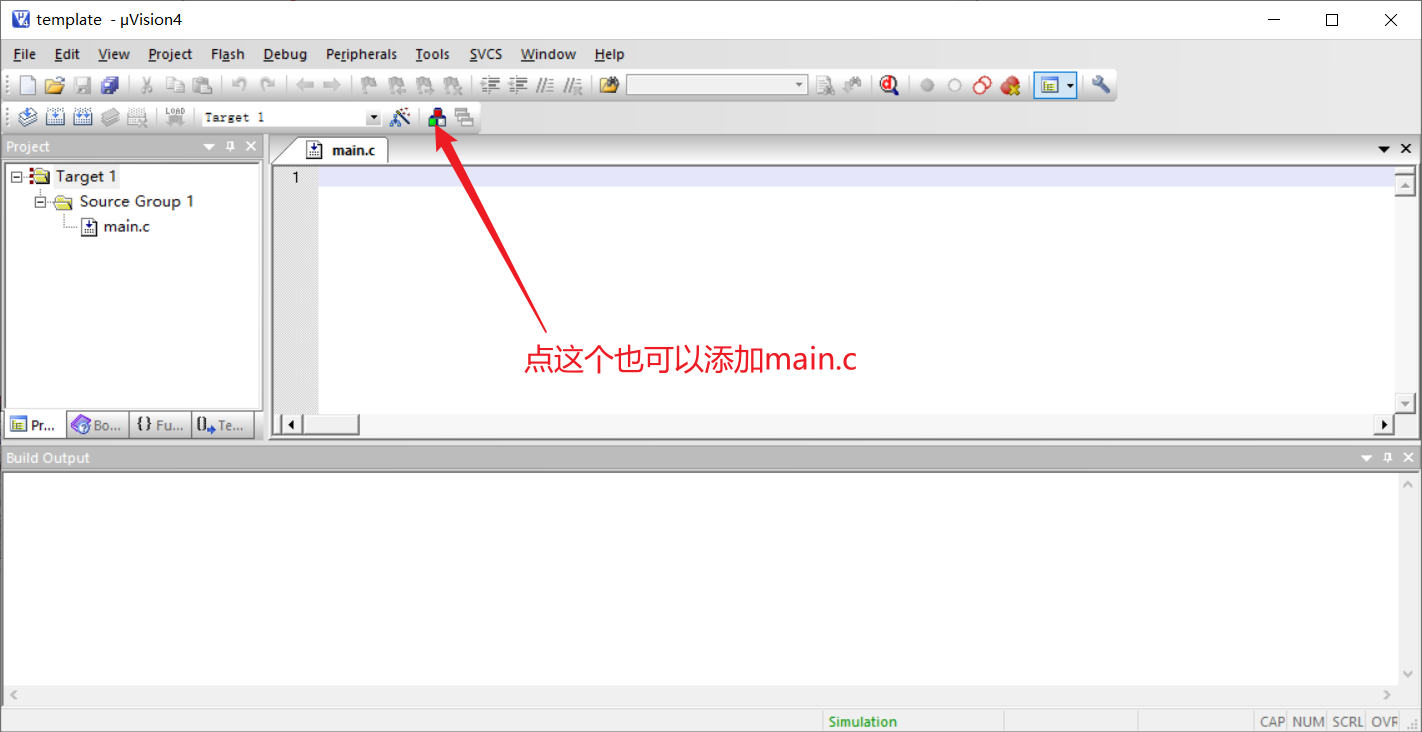 template - μVision4
File Edit View Project Flash Debug Peripherals Tools SVCS Window Help
LOAD Target 1
Project
main.c
Target 1
1
Source Group 1
main.c
点这个也可以添加main.c
Pr... Bo... {} Fu... Te...
Build Output
Simulation CAP NUM SCRL OVR